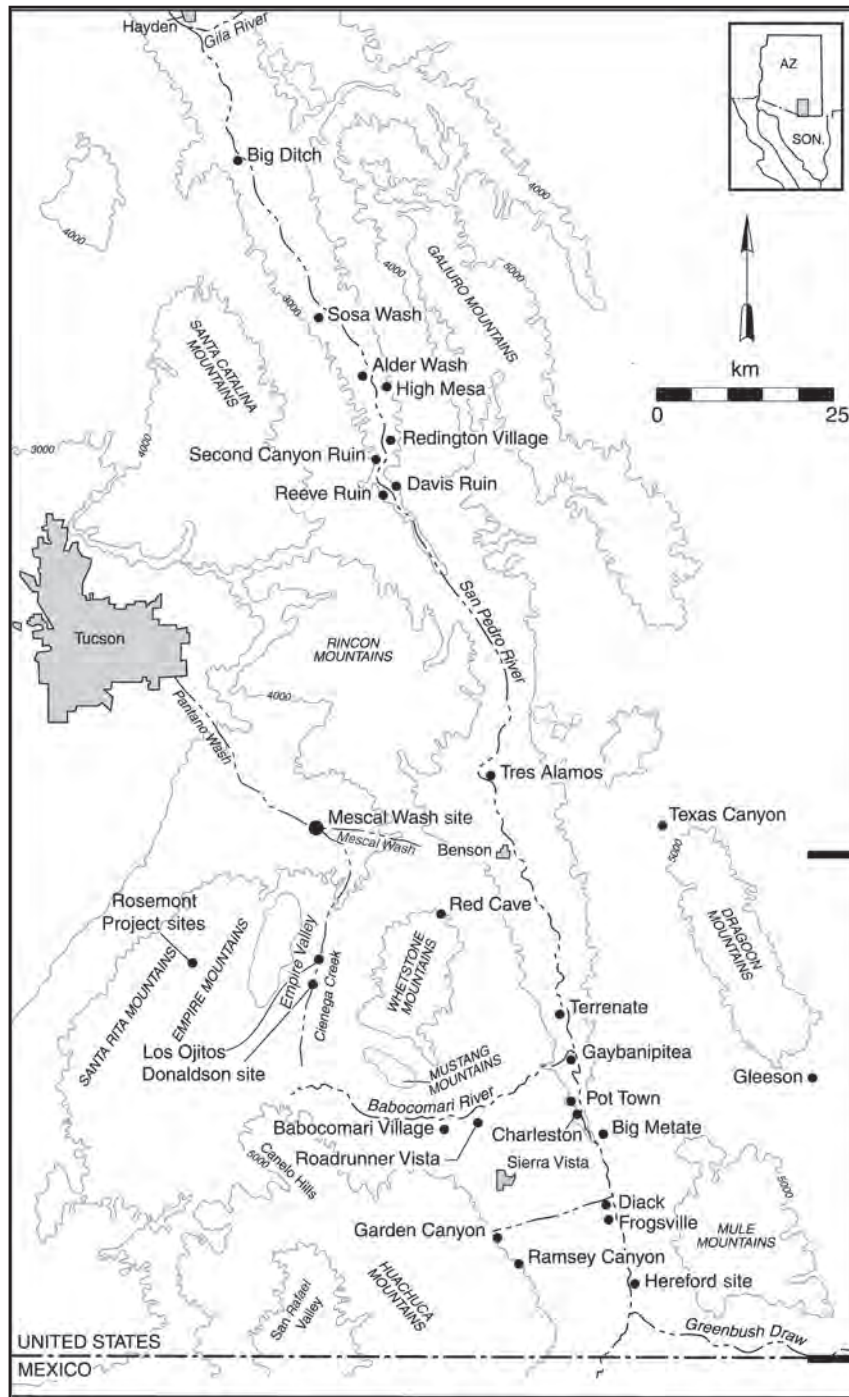 Hayden
Gila River
AZ
SON.
Big Ditch
4000
4000
4000
5000
GALIURO MOUNTAINS
3000
Sosa Wash
SANTA CATALINA
MOUNTAINS
km
0 25
Alder Wash
High Mesa
4000
3000
Redington Village
Second Canyon Ruin
Davis Ruin
Reeve Ruin
San Pedro River
Tucson
RINCON
MOUNTAINS
4000
Pantano Wash
Tres Alamos
Mescal Wash site
Mescal Wash
Texas Canyon
Benson
5000
DRAGOON
MOUNTAINS
Rosemont
Project sites
Red Cave
SANTA RITA MOUNTAINS
EMPIRE MOUNTAINS
Empire Valley
Cienega Creek
WHETSTONE
MOUNTAINS
Terrenate
Los Ojitos
Donaldson site
MUSTANG
MOUNTAINS
Gaybanipitea
Gleeson
Babocomari River
Pot Town
Babocomari Village
Charleston
Big Metate
Roadrunner Vista
Canelo Hills
5000
Sierra Vista
5000
Diack
Frogsville
MULE
MOUNTAINS
Garden Canyon
Ramsey Canyon
HUACHUCA
MOUNTAINS
San Rafael
Valley
Hereford site
Greenbush Draw
UNITED STATES
MEXICO